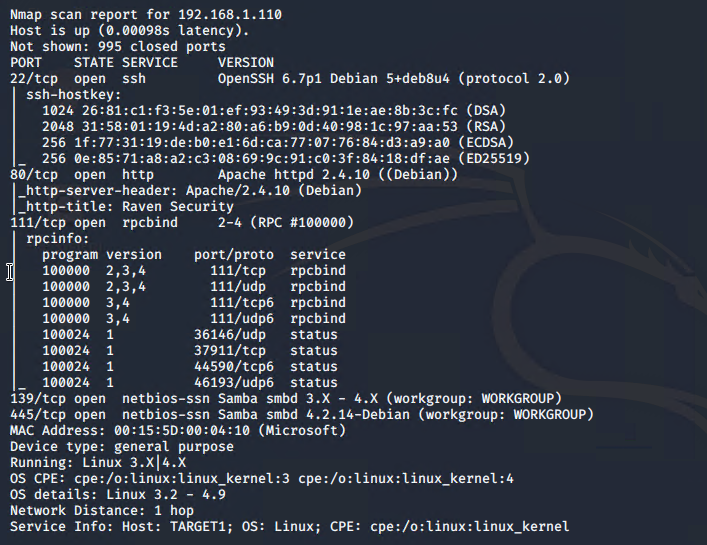 Nmap scan report for 192.168.1.110
Host is up (0.00098s latency).
Not shown: 995 closed ports
PORT    STATE SERVICE     VERSION
22/tcp  open  ssh         OpenSSH 6.7p1 Debian 5+deb8u4 (protocol 2.0)
| ssh-hostkey:
|   1024 26:81:c1:f3:5e:01:ef:93:49:3d:91:1e:ae:8b:3c:fc (DSA)
|   2048 31:58:01:19:4d:a2:80:a6:b9:0d:40:98:1c:97:aa:53 (RSA)
|   256 1f:77:31:19:de:b0:e1:6d:ca:77:07:76:84:d3:a9:a0 (ECDSA)
|_  256 0e:85:71:a8:a2:c3:08:69:9c:91:c0:3f:84:18:df:ae (ED25519)
80/tcp  open  http        Apache httpd 2.4.10 ((Debian))
|_http-server-header: Apache/2.4.10 (Debian)
|_http-title: Raven Security
111/tcp open  rpcbind     2-4 (RPC #100000)
| rpcinfo:
|   program version    port/proto  service
|   100000  2,3,4        111/tcp   rpcbind
|   100000  2,3,4        111/udp   rpcbind
|   100000  3,4          111/tcp6  rpcbind
|   100000  3,4          111/udp6  rpcbind
|   100024  1          36146/udp   status
|   100024  1          37911/tcp   status
|   100024  1          44590/tcp6  status
|_  100024  1          46193/udp6  status
139/tcp open  netbios-ssn Samba smbd 3.X - 4.X (workgroup: WORKGROUP)
445/tcp open  netbios-ssn Samba smbd 4.2.14-Debian (workgroup: WORKGROUP)
MAC Address: 00:15:5D:00:04:10 (Microsoft)
Device type: general purpose
Running: Linux 3.X|4.X
OS CPE: cpe:/o:linux:linux_kernel:3 cpe:/o:linux:linux_kernel:4
OS details: Linux 3.2 - 4.9
Network Distance: 1 hop
Service Info: Host: TARGET1; OS: Linux; CPE: cpe:/o:linux:linux_kernel